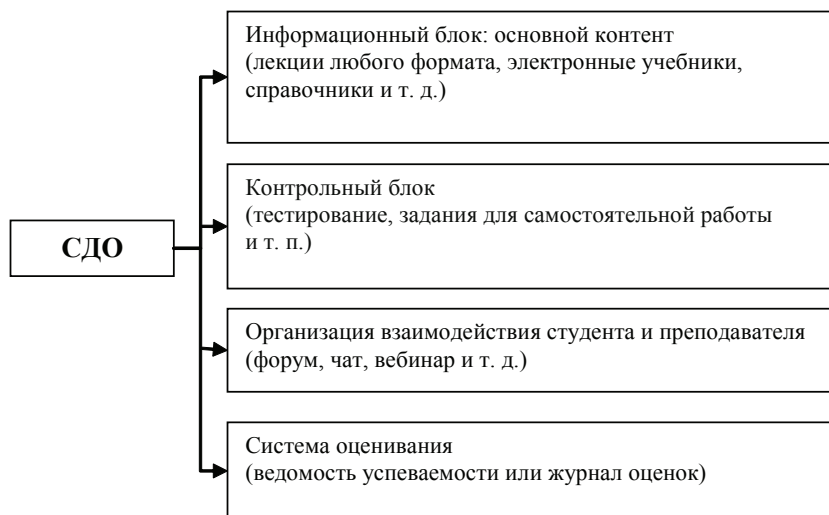 Информационный блок: основной контент
(лекции любого формата, электронные учебники,
справочники и т. д.)
Контрольный блок
(тестирование, задания для самостоятельной работы
и т. п.)
СДО
Организация взаимодействия студента и преподавателя
(форум, чат, вебинар и т. д.)
Система оценивания
(ведомость успеваемости или журнал оценок)